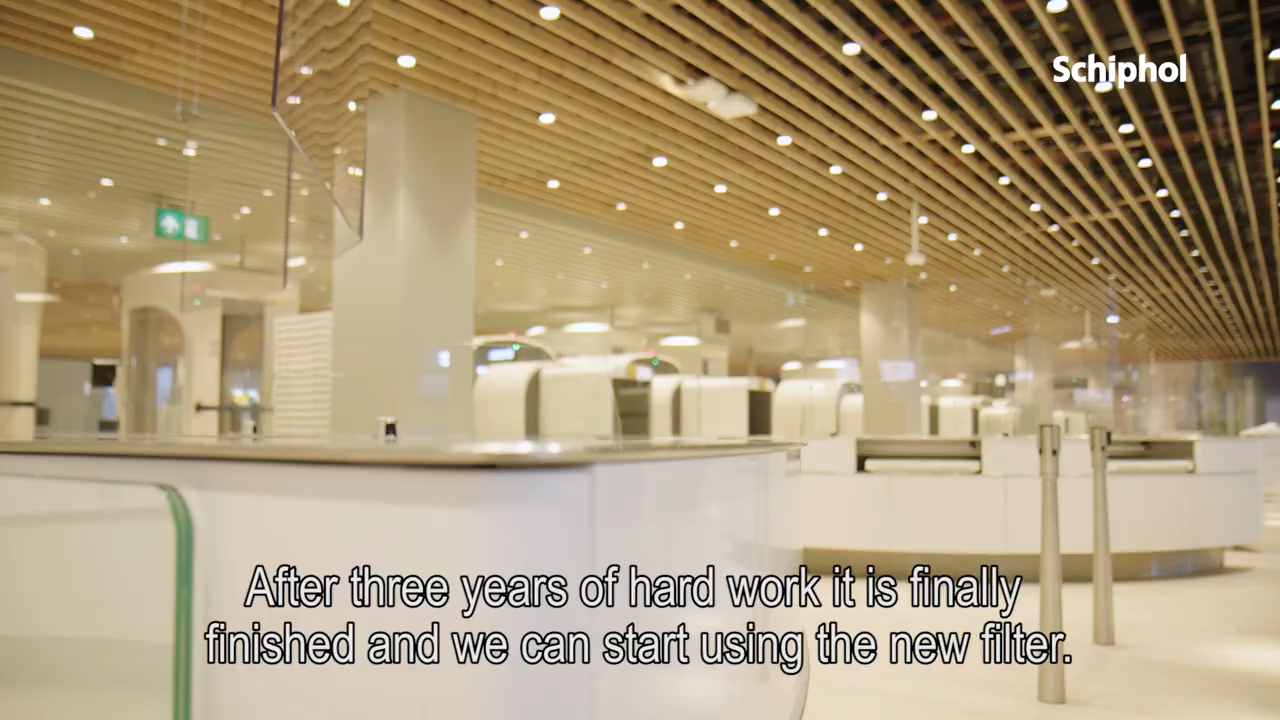 Schiphol
After three years of hard work it is finally
finished and we can start using the new filter.